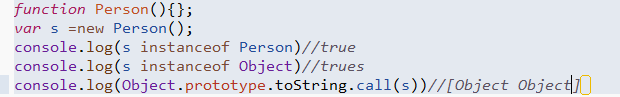 function Person(){};
var s =new Person();
console.log(s instanceof Person)//true
console.log(s instanceof Object)//trues
console.log(Object.prototype.toString.call(s))//[Object Object]